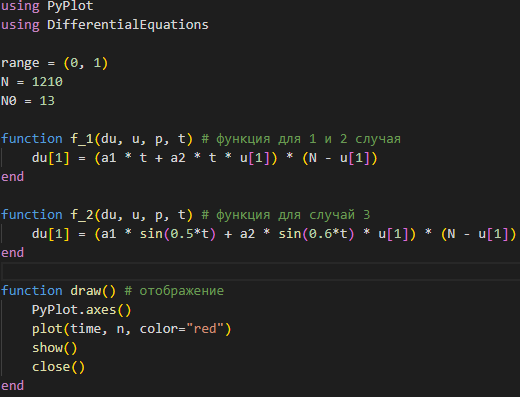 using PyPlot
using DifferentialEquations
range = (0, 1)
N = 1210
N0 = 13
function f_1(du, u, p, t) # функция для 1 и 2 случая
du[1] = (a1 * t + a2 * t * u[1]) * (N - u[1])
end
function f_2(du, u, p, t) # функция для случай 3
du[1] = (a1 * sin(0.5*t) + a2 * sin(0.6*t) * u[1]) * (N - u[1])
end
function draw() # отображение
PyPlot.axes()
plot(time, n, color="red")
show()
close()
end